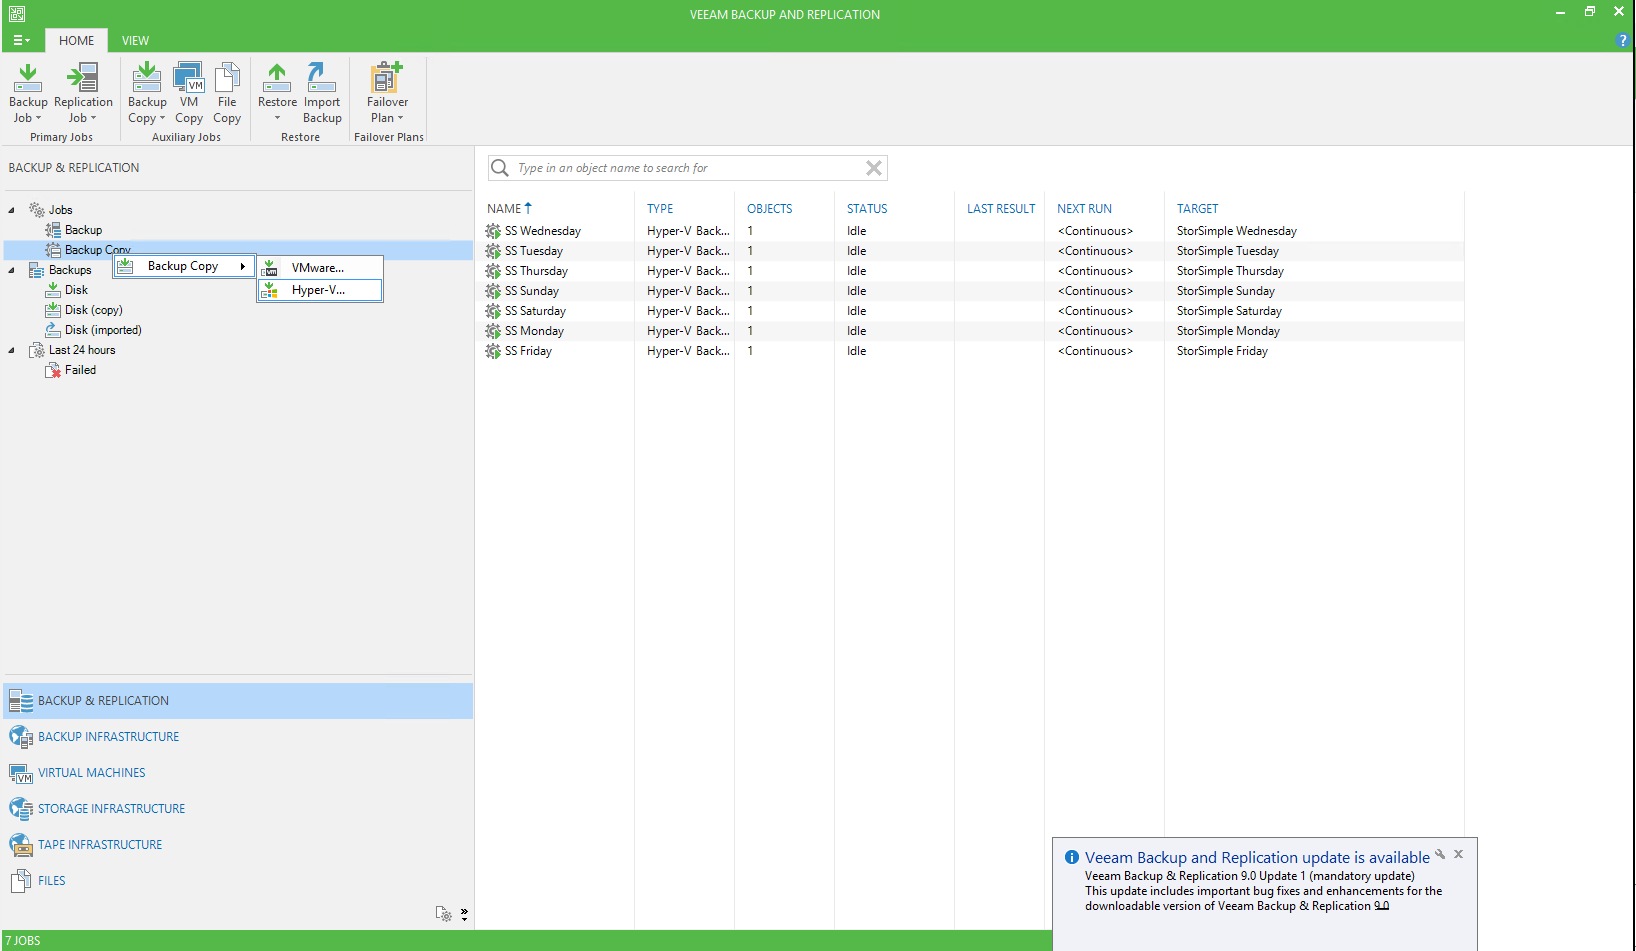 VEEAM BACKUP AND REPLICATION
HOME VIEW
?
Backup Job
Replication Job
Primary Jobs
Backup Copy
VM
VM Copy
File Copy
Auxiliary Jobs
Restore
Import Backup
Restore
Failover Plan
Failover Plans
BACKUP & REPLICATION
Jobs
Backup
Backup Copy
Backups
Disk
Disk (copy)
Disk (imported)
Last 24 hours
Failed
Backup Copy
VMware...
Hyper-V...
Type in an object name to search for
NAME TYPE OBJECTS STATUS LAST RESULT NEXT RUN TARGET
SS Wednesday Hyper-V Back... 1 Idle <Continuous> StorSimple Wednesday
SS Tuesday Hyper-V Back... 1 Idle <Continuous> StorSimple Tuesday
SS Thursday Hyper-V Back... 1 Idle <Continuous> StorSimple Thursday
SS Sunday Hyper-V Back... 1 Idle <Continuous> StorSimple Sunday
SS Saturday Hyper-V Back... 1 Idle <Continuous> StorSimple Saturday
SS Monday Hyper-V Back... 1 Idle <Continuous> StorSimple Monday
SS Friday Hyper-V Back... 1 Idle <Continuous> StorSimple Friday
BACKUP & REPLICATION
BACKUP INFRASTRUCTURE
VM
VIRTUAL MACHINES
STORAGE INFRASTRUCTURE
TAPE INFRASTRUCTURE
FILES
Veeam Backup and Replication update is available
Veeam Backup & Replication 9.0 Update 1 (mandatory update)
This update includes important bug fixes and enhancements for the
downloadable version of Veeam Backup & Replication 9.0
7 JOBS